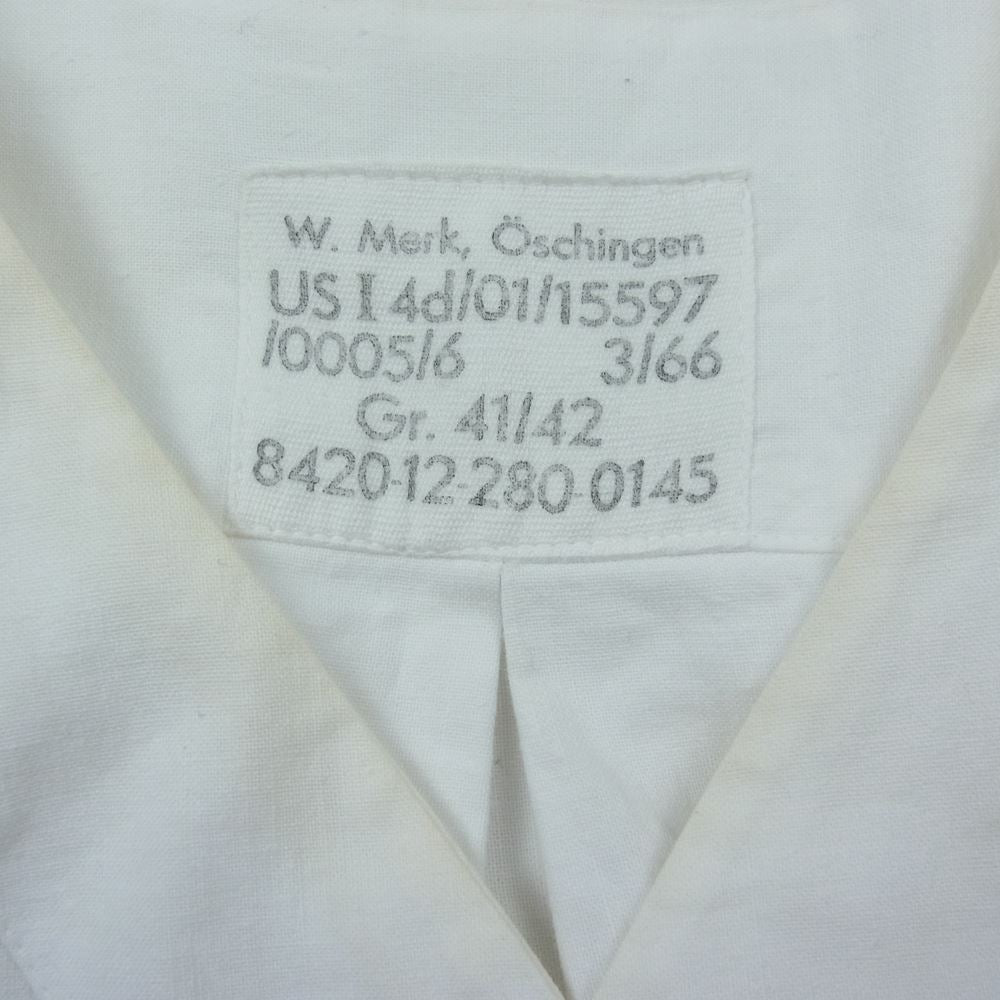 W. Merk, Öschingen
US I 4d/01/15597
/0005/6 3/66
Gr. 41/42
8420-12-280-0145